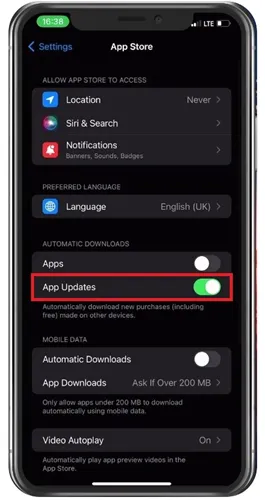 16:38
LTE
Settings
App Store
ALLOW APP STORE TO ACCESS
Location
Never
Siri & Search
Notifications
Banners, Sounds, Badges
PREFERRED LANGUAGE
Language
English (UK)
AUTOMATIC DOWNLOADS
Apps
App Updates
Automatically download new purchases (including
free) made on other devices.
MOBILE DATA
Automatic Downloads
App Downloads
Ask If Over 200 MB
Only allow apps under 200 MB to download
automatically using mobile data.
Video Autoplay
On
Automatically play app preview videos in the
App Store.